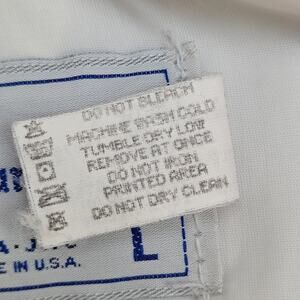 DO NOT BLEACH
MACHINE WASH COLD
TUMBLE DRY LOW
REMOVE AT ONCE
DO NOT IRON
PRINTED AREA
DO NOT DRY CLEAN
L
IN U.S.A.